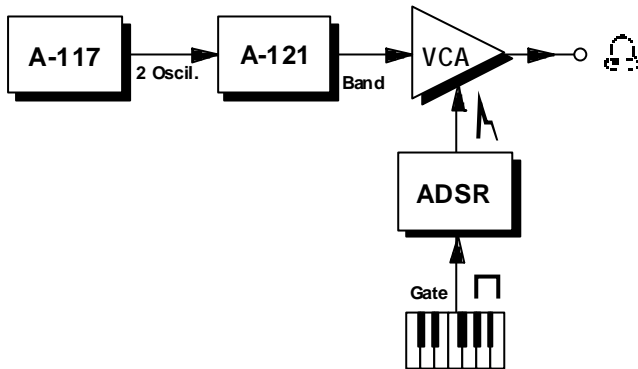 A-117
2 Oscil.
A-121
Band
VCA
ADSR
Gate